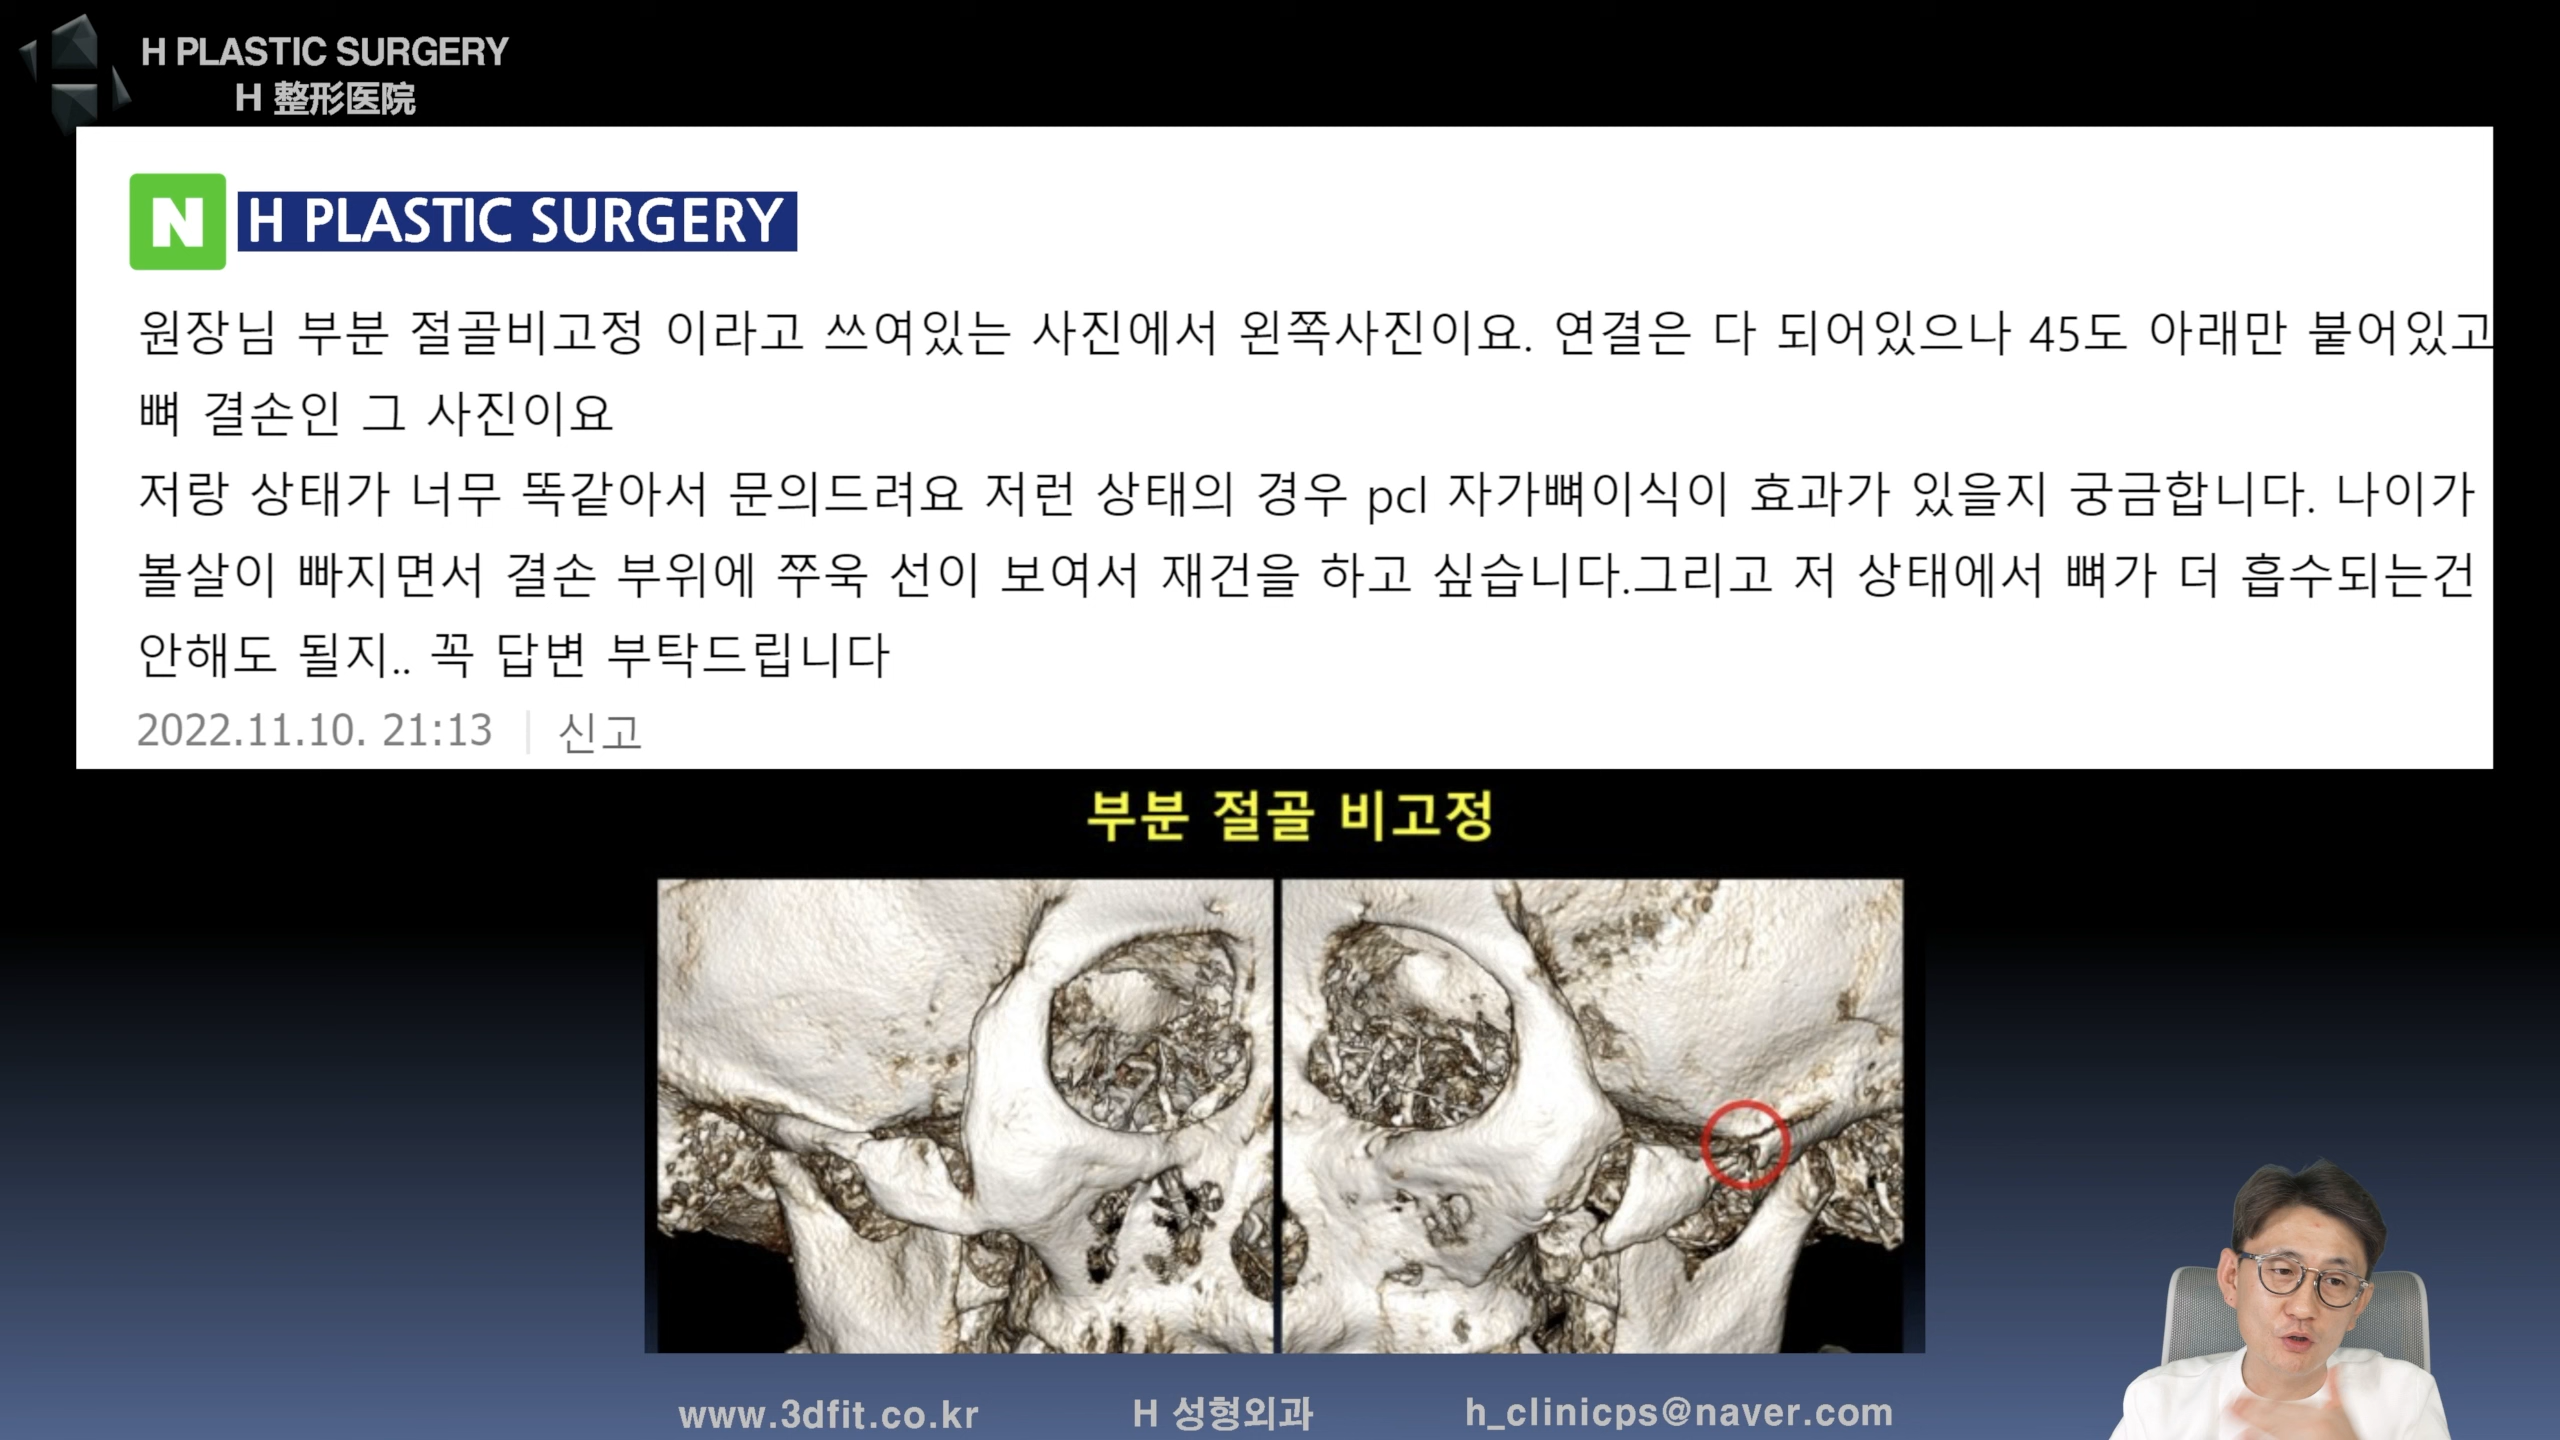 H PLASTIC SURGERY
H 整形医院
N H PLASTIC SURGERY
원장님 부분 절골비고정 이라고 쓰여있는 사진에서 왼쪽사진이요. 연결은 다 되어있으나 45도 아래만 붙어있고
뼈 결손인 그 사진이요
저랑 상태가 너무 똑같아서 문의드려요 저런 상태의 경우 pcl 자가뼈이식이 효과가 있을지 궁금합니다. 나이가
볼살이 빠지면서 결손 부위에 쭈욱 선이 보여서 재건을 하고 싶습니다.그리고 저 상태에서 뼈가 더 흡수되는건
안해도 될지.. 꼭 답변 부탁드립니다
2022.11.10. 21:13 | 신고
부분 절골 비고정
www.3dfit.co.kr H 성형외과 h_clinicps@naver.com